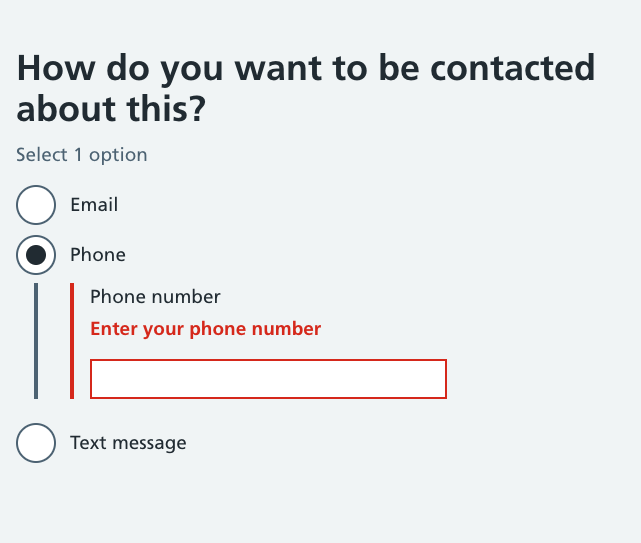 How do you want to be contacted
about this?
Select 1 option
Email
Phone
Phone number
Enter your phone number
Text message